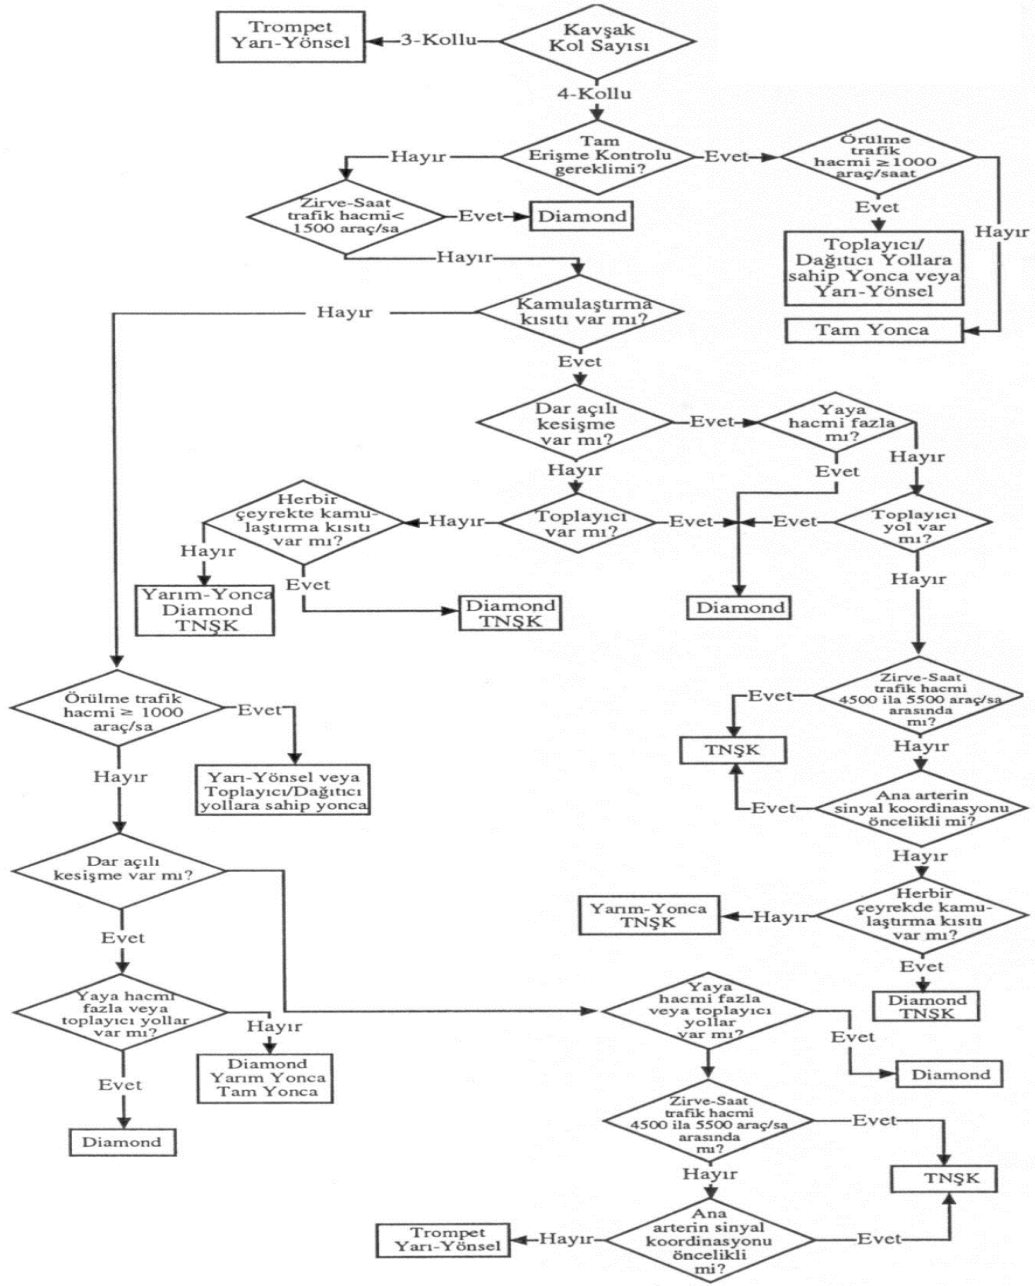 Trompet
Yarı-Yönsel
3-Kollu
Kavşak
Kol Sayısı
4-Kollu
Tam
Erişme Kontrolu
gereklimi?
Hayır
Evet
Örülme
trafik
hacmi ≥ 1000
araç/saat
Zirve-Saat
trafik hacmi<
1500 araç/sa
Evet
Diamond
Evet
Hayır
Toplayıcı/
Dağıtıcı Yollara
sahip Yonca veya
Yarı-Yönsel
Hayır
Tam Yonca
Kamulaştırma
kısıtı var mı?
Hayır
Evet
Dar açılı
kesişme
var mı?
Evet
Yaya
hacmi fazla
mı?
Hayır
Evet
Hayır
Herbir
çeyrekte kamu-
laştırma kısıtı
var mı?
Hayır
Toplayıcı
var mı?
Evet
Evet
Toplayıcı
yol var
mı?
Hayır
Evet
Hayır
Yarım-Yonca
Diamond
TNŞK
Diamond
TNŞK
Diamond
Örülme trafik
hacmi ≥ 1000
araç/sa
Evet
Zirve-Saat
trafik hacmi
4500 ila 5500 araç/sa
arasında
mı?
Evet
TNŞK
Hayır
Hayır
Yarı-Yönsel veya
Toplayıcı/Dağıtıcı
yollara sahip yonca
Ana arterin
sinyal koordinasyonu
öncelikli mi?
Evet
Hayır
Dar açılı
kesişme var mı?
Herbir
çeyrekde kamu-
laştırma kısıtı
var mı?
Hayır
Yarım-Yonca
TNŞK
Evet
Evet
Diamond
TNŞK
Yaya hacmi
fazla veya
toplayıcı yollar
var mı?
Hayır
Yaya
hacmi fazla
veya toplayıcı
yollar
var mı?
Evet
Diamond
Yarım Yonca
Tam Yonca
Diamond
Evet
Diamond
Zirve-Saat
trafik hacmi
4500 ila 5500 araç/sa
arasında
mı?
Evet
Hayır
TNŞK
Ana
arterin sinyal
koordinasyonu
öncelikli
mi?
Evet
Hayır
Trompet
Yarı-Yönsel